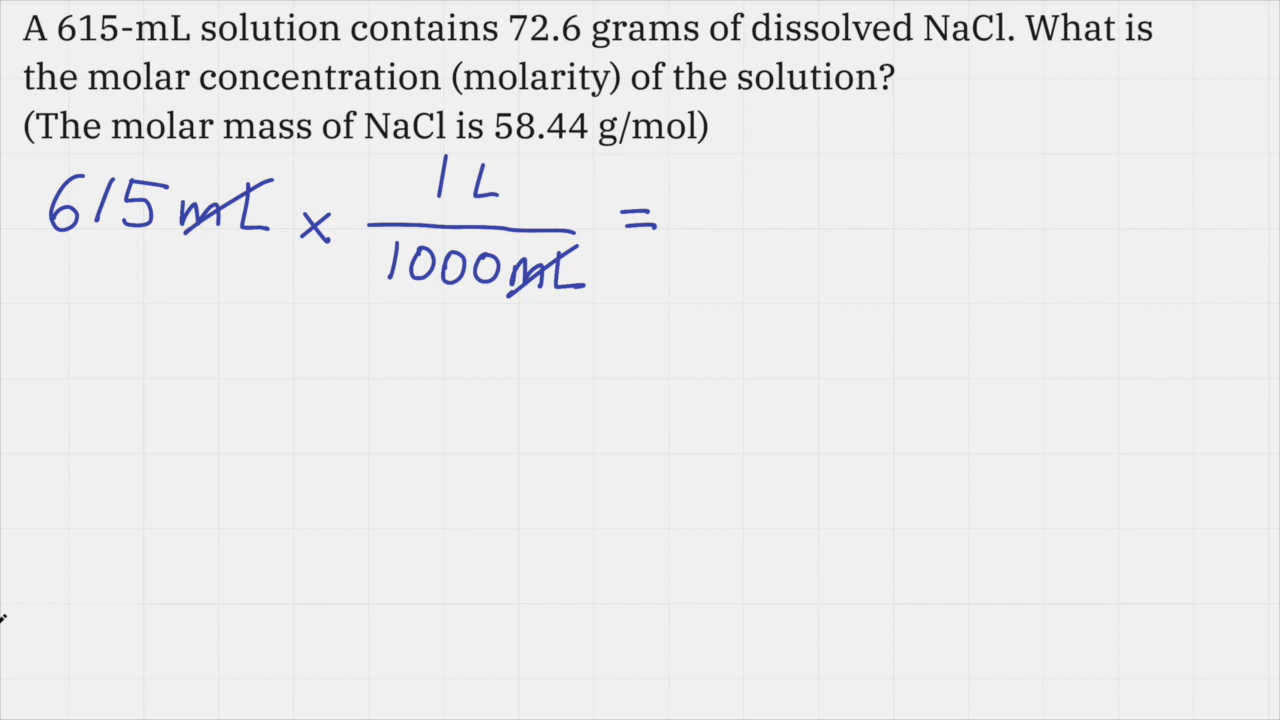 A 615-mL solution contains 72.6 grams of dissolved NaCl. What is
the molar concentration (molarity) of the solution?
(The molar mass of NaCl is 58.44 g/mol)
615 mL × 1 L / 1000 mL =